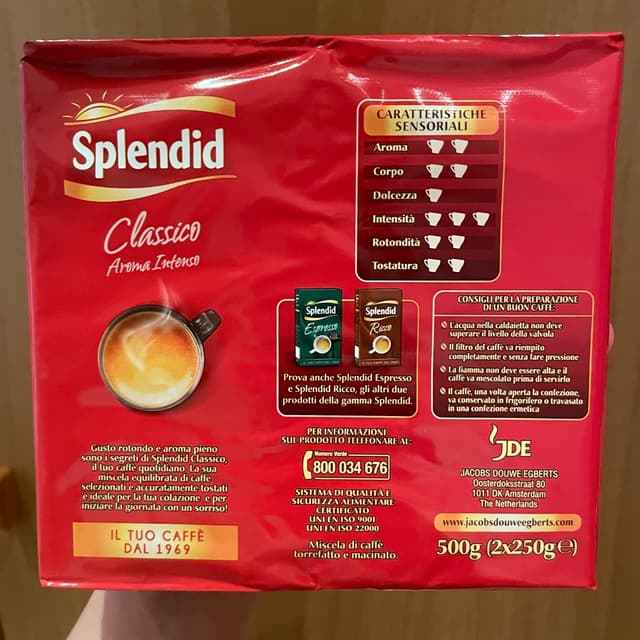 Splendid
Classico
Aroma Intenso
Gusto rotondo e aroma pieno
sono i segreti di Splendid Classico,
il tuo caffè quotidiano. La sua
miscela equilibrata di caffè
selezionati e accuratamente tostati
è ideale per la tua colazione e per
iniziare la giornata con un sorriso!
IL TUO CAFFÈ
DAL 1969
CARATTERISTICHE
SENSORIALI
Aroma
Corpo
Dolcezza
Intensità
Rotondità
Tostatura
Splendid
Espresso
Splendid
Ricco
Prova anche Splendid Espresso
e Splendid Ricco, gli altri due
prodotti della gamma Splendid.
CONSIGLI PER LA PREPARAZIONE
DI UN BUON CAFFÈ:
L'acqua nella caldaietta non deve
superare il livello della valvola
Il filtro del caffè va riempito
completamente e senza fare pressione
La fiamma non deve essere alta e il
caffè va mescolato prima di servirlo
Il caffè, una volta aperta la confezione,
va conservato in frigorifero o travasato
in una confezione ermetica
PER INFORMAZIONI
SUL PRODOTTO TELEFONARE AL:
Numero Verde
800 034 676
SISTEMA DI QUALITÀ E
SICUREZZA ALIMENTARE
CERTIFICATO
UNI EN ISO 9001
UNI EN ISO 22000
Miscela di caffè
torrefatto e macinato.
JDE
JACOBS DOUWE EGBERTS
Oosterdoksstraat 80
1011 DK Amsterdam
The Netherlands
www.jacobsdouweegberts.com
500g (2x250g℮)